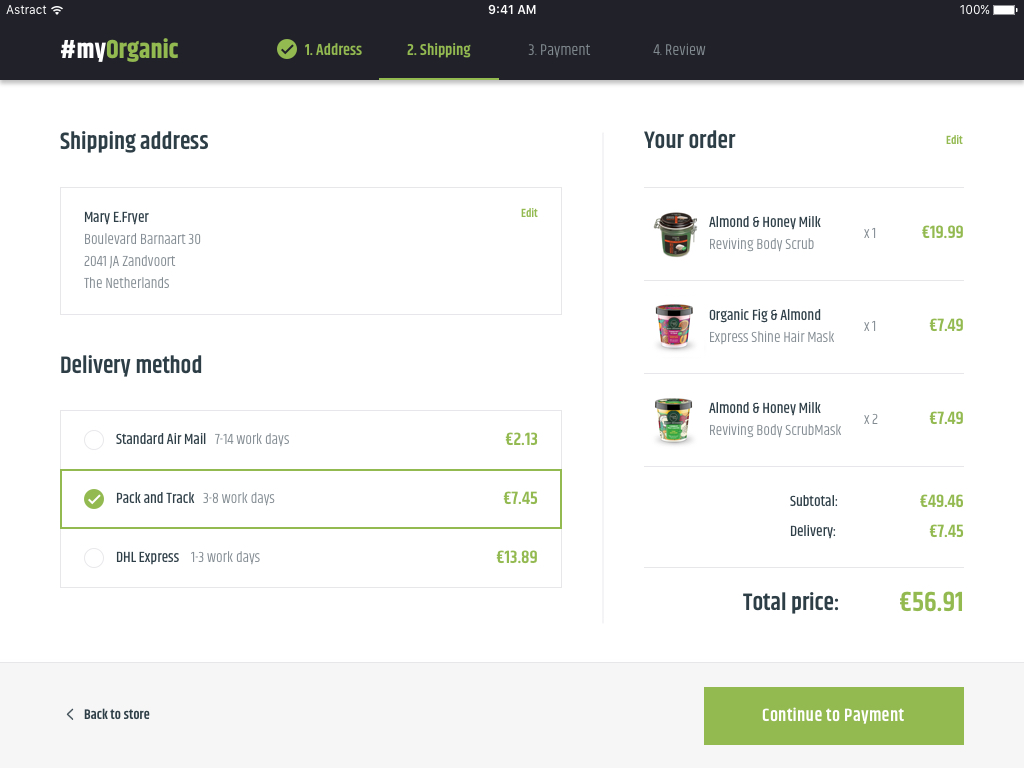 Astract
9:41 AM
100%
#myOrganic
1. Address
2. Shipping
3. Payment
4. Review
Shipping address
Mary E.Fryer
Edit
Boulevard Barnaart 30
2041 JA Zandvoort
The Netherlands
Delivery method
Standard Air Mail 7-14 work days €2.13
Pack and Track 3-8 work days €7.45
DHL Express 1-3 work days €13.89
Your order
Edit
Almond & Honey Milk
Reviving Body Scrub
x 1
€19.99
Organic Fig & Almond
Express Shine Hair Mask
x 1
€7.49
Almond & Honey Milk
Reviving Body ScrubMask
x 2
€7.49
Subtotal: €49.46
Delivery: €7.45
Total price: €56.91
Back to store
Continue to Payment